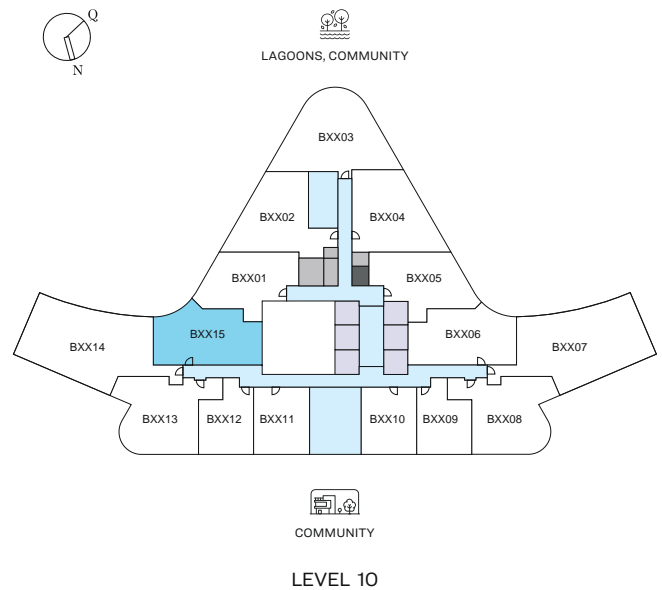 Q
N
LAGOONS, COMMUNITY
BXX03
BXX02
BXX04
BXX01
BXX05
BXX15
BXX06
BXX14
BXX07
BXX13
BXX12
BXX11
BXX10
BXX09
BXX08
COMMUNITY
LEVEL 10